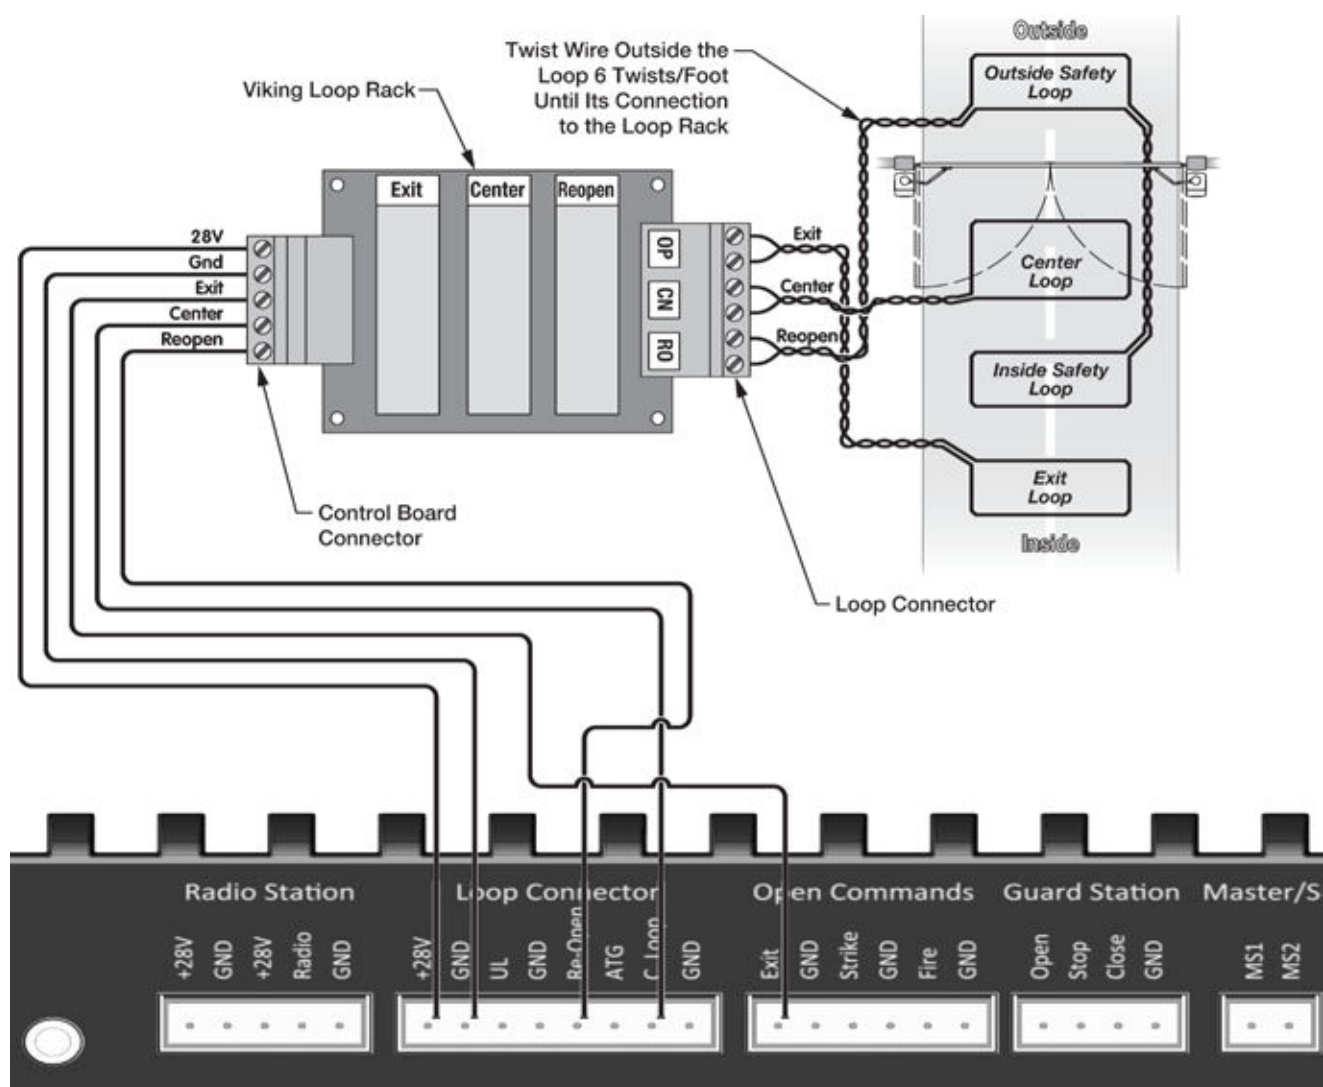 Outside
Twist Wire Outside the
Loop 6 Twists/Foot
Until Its Connection
to the Loop Rack
Outside Safety
Loop
Viking Loop Rack
Exit
Center
Reopen
28V
Gnd
Exit
Center
Reopen
OP
CN
RO
Exit
Center
Reopen
Center
Loop
Inside Safety
Loop
Exit
Loop
Inside
Control Board
Connector
Loop Connector
Radio Station
Loop Connector
Open Commands
Guard Station
Master/S
+28V
GND
+28V
Radio
GND
+28V
GND
UL
GND
Re-Open
ATG
C. Loop
GND
Exit
GND
Strike
GND
Fire
GND
Open
Stop
Close
GND
MS1
MS2